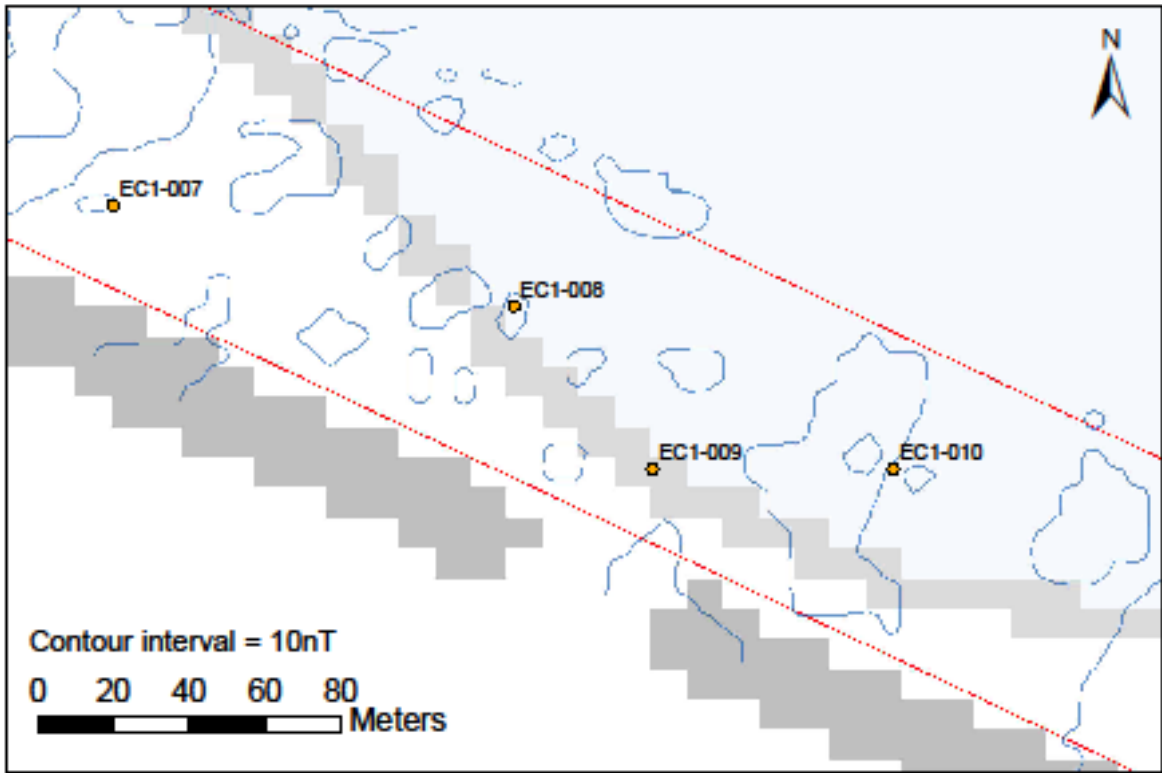 N
EC1-007
EC1-008
EC1-009
EC1-010
Contour interval = 10nT
0 20 40 60 80
Meters